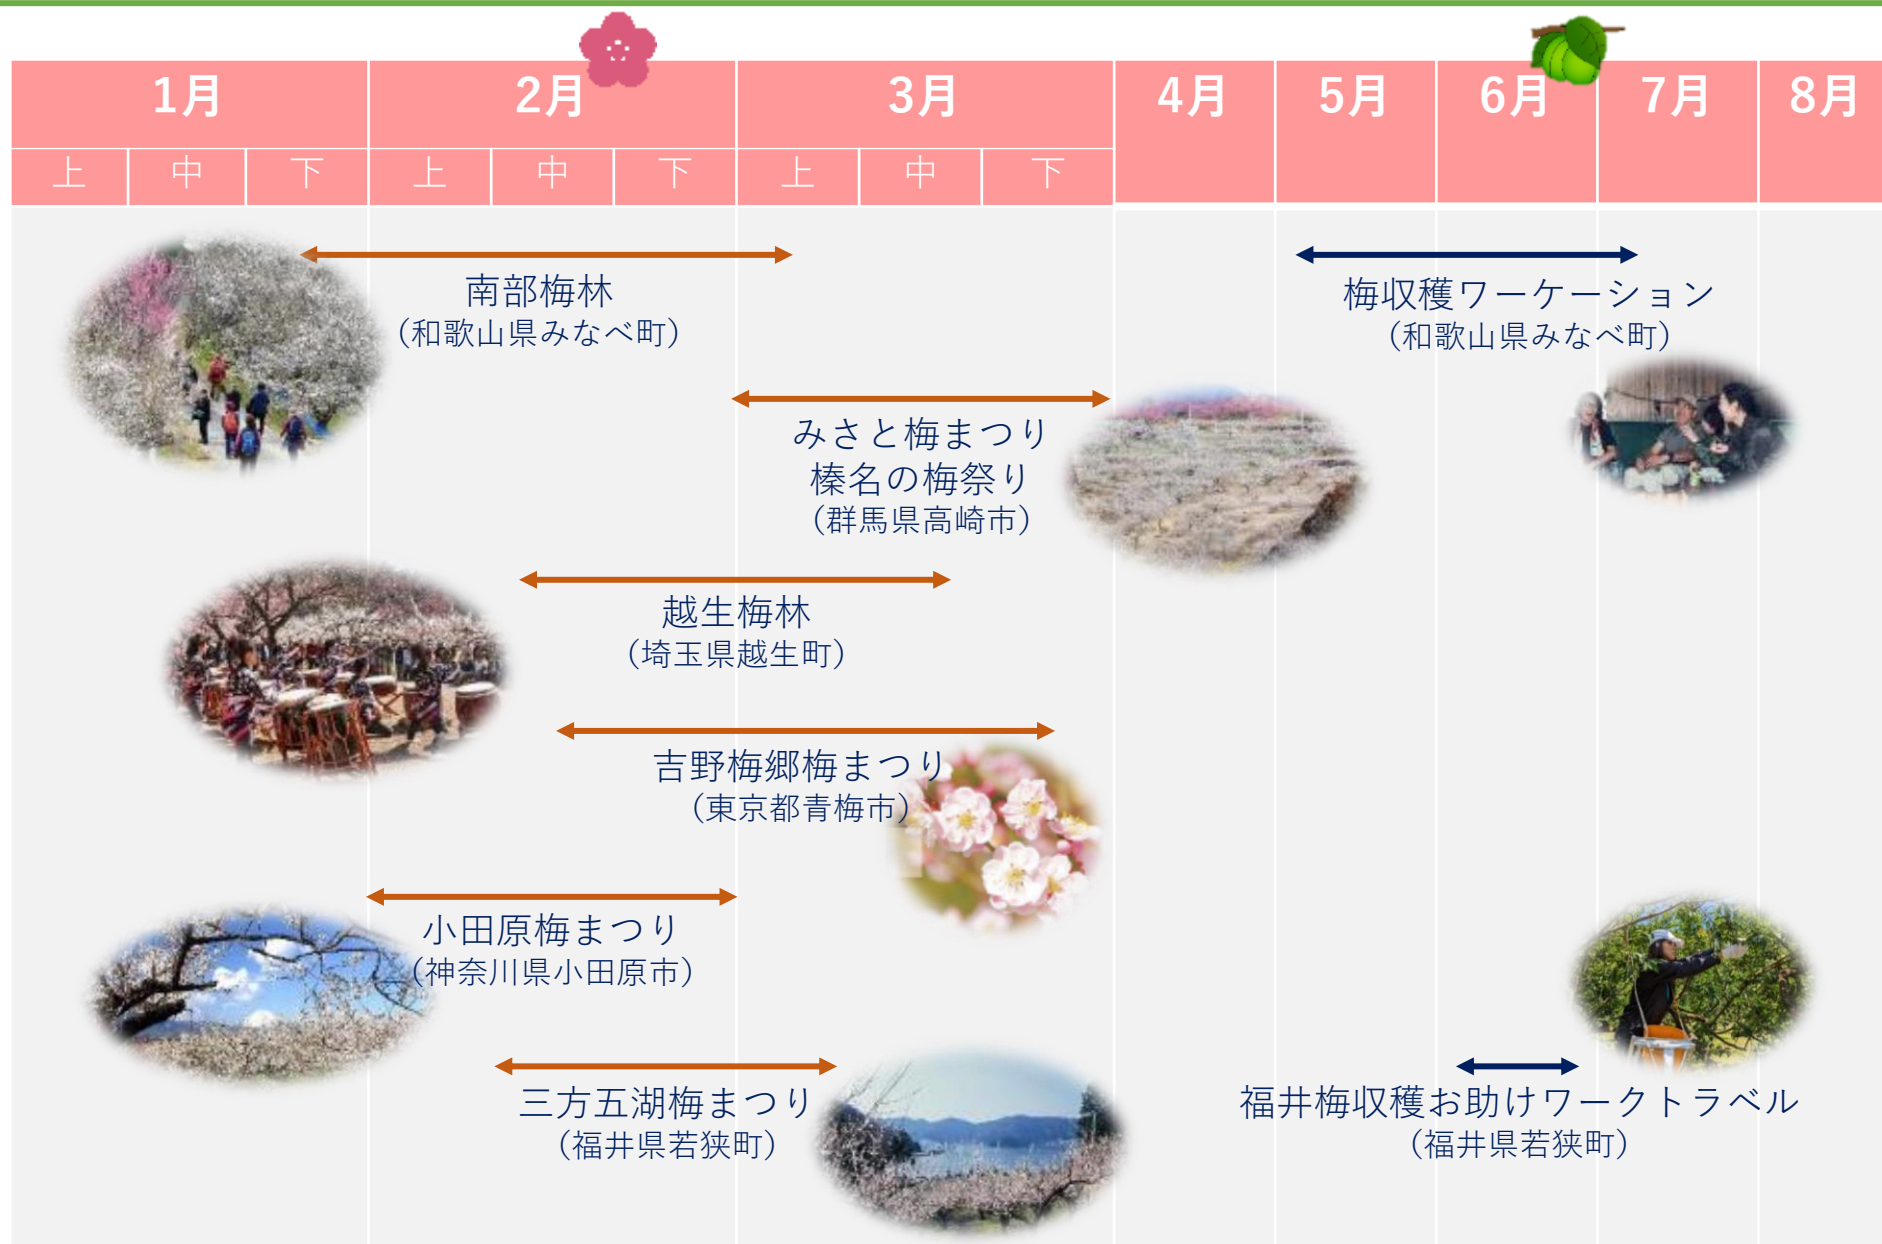 1月 2月 3月 4月 5月 6月 7月 8月
上 中 下 上 中 下 上 中 下
南部梅林
(和歌山県みなべ町)
梅収穫ワーケーション
(和歌山県みなべ町)
みさと梅まつり
榛名の梅祭り
(群馬県高崎市)
越生梅林
(埼玉県越生町)
吉野梅郷梅まつり
(東京都青梅市)
小田原梅まつり
(神奈川県小田原市)
三方五湖梅まつり
(福井県若狭町)
福井梅収穫お助けワークトラベル
(福井県若狭町)